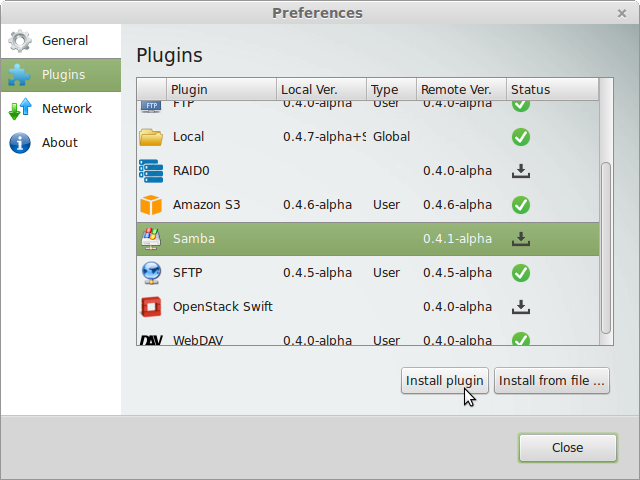 Preferences
General
Plugins
Network
About
Plugins
Plugin Local Ver. Type Remote Ver. Status
FTP 0.4.0-alpha User 0.4.0-alpha
Local 0.4.7-alpha+S Global
RAID0 0.4.0-alpha
Amazon S3 0.4.6-alpha User 0.4.6-alpha
Samba 0.4.1-alpha
SFTP 0.4.5-alpha User 0.4.5-alpha
OpenStack Swift 0.4.0-alpha
DAV WebDAV 0.4.0-alpha User 0.4.0-alpha
Install plugin Install from file ...
Close